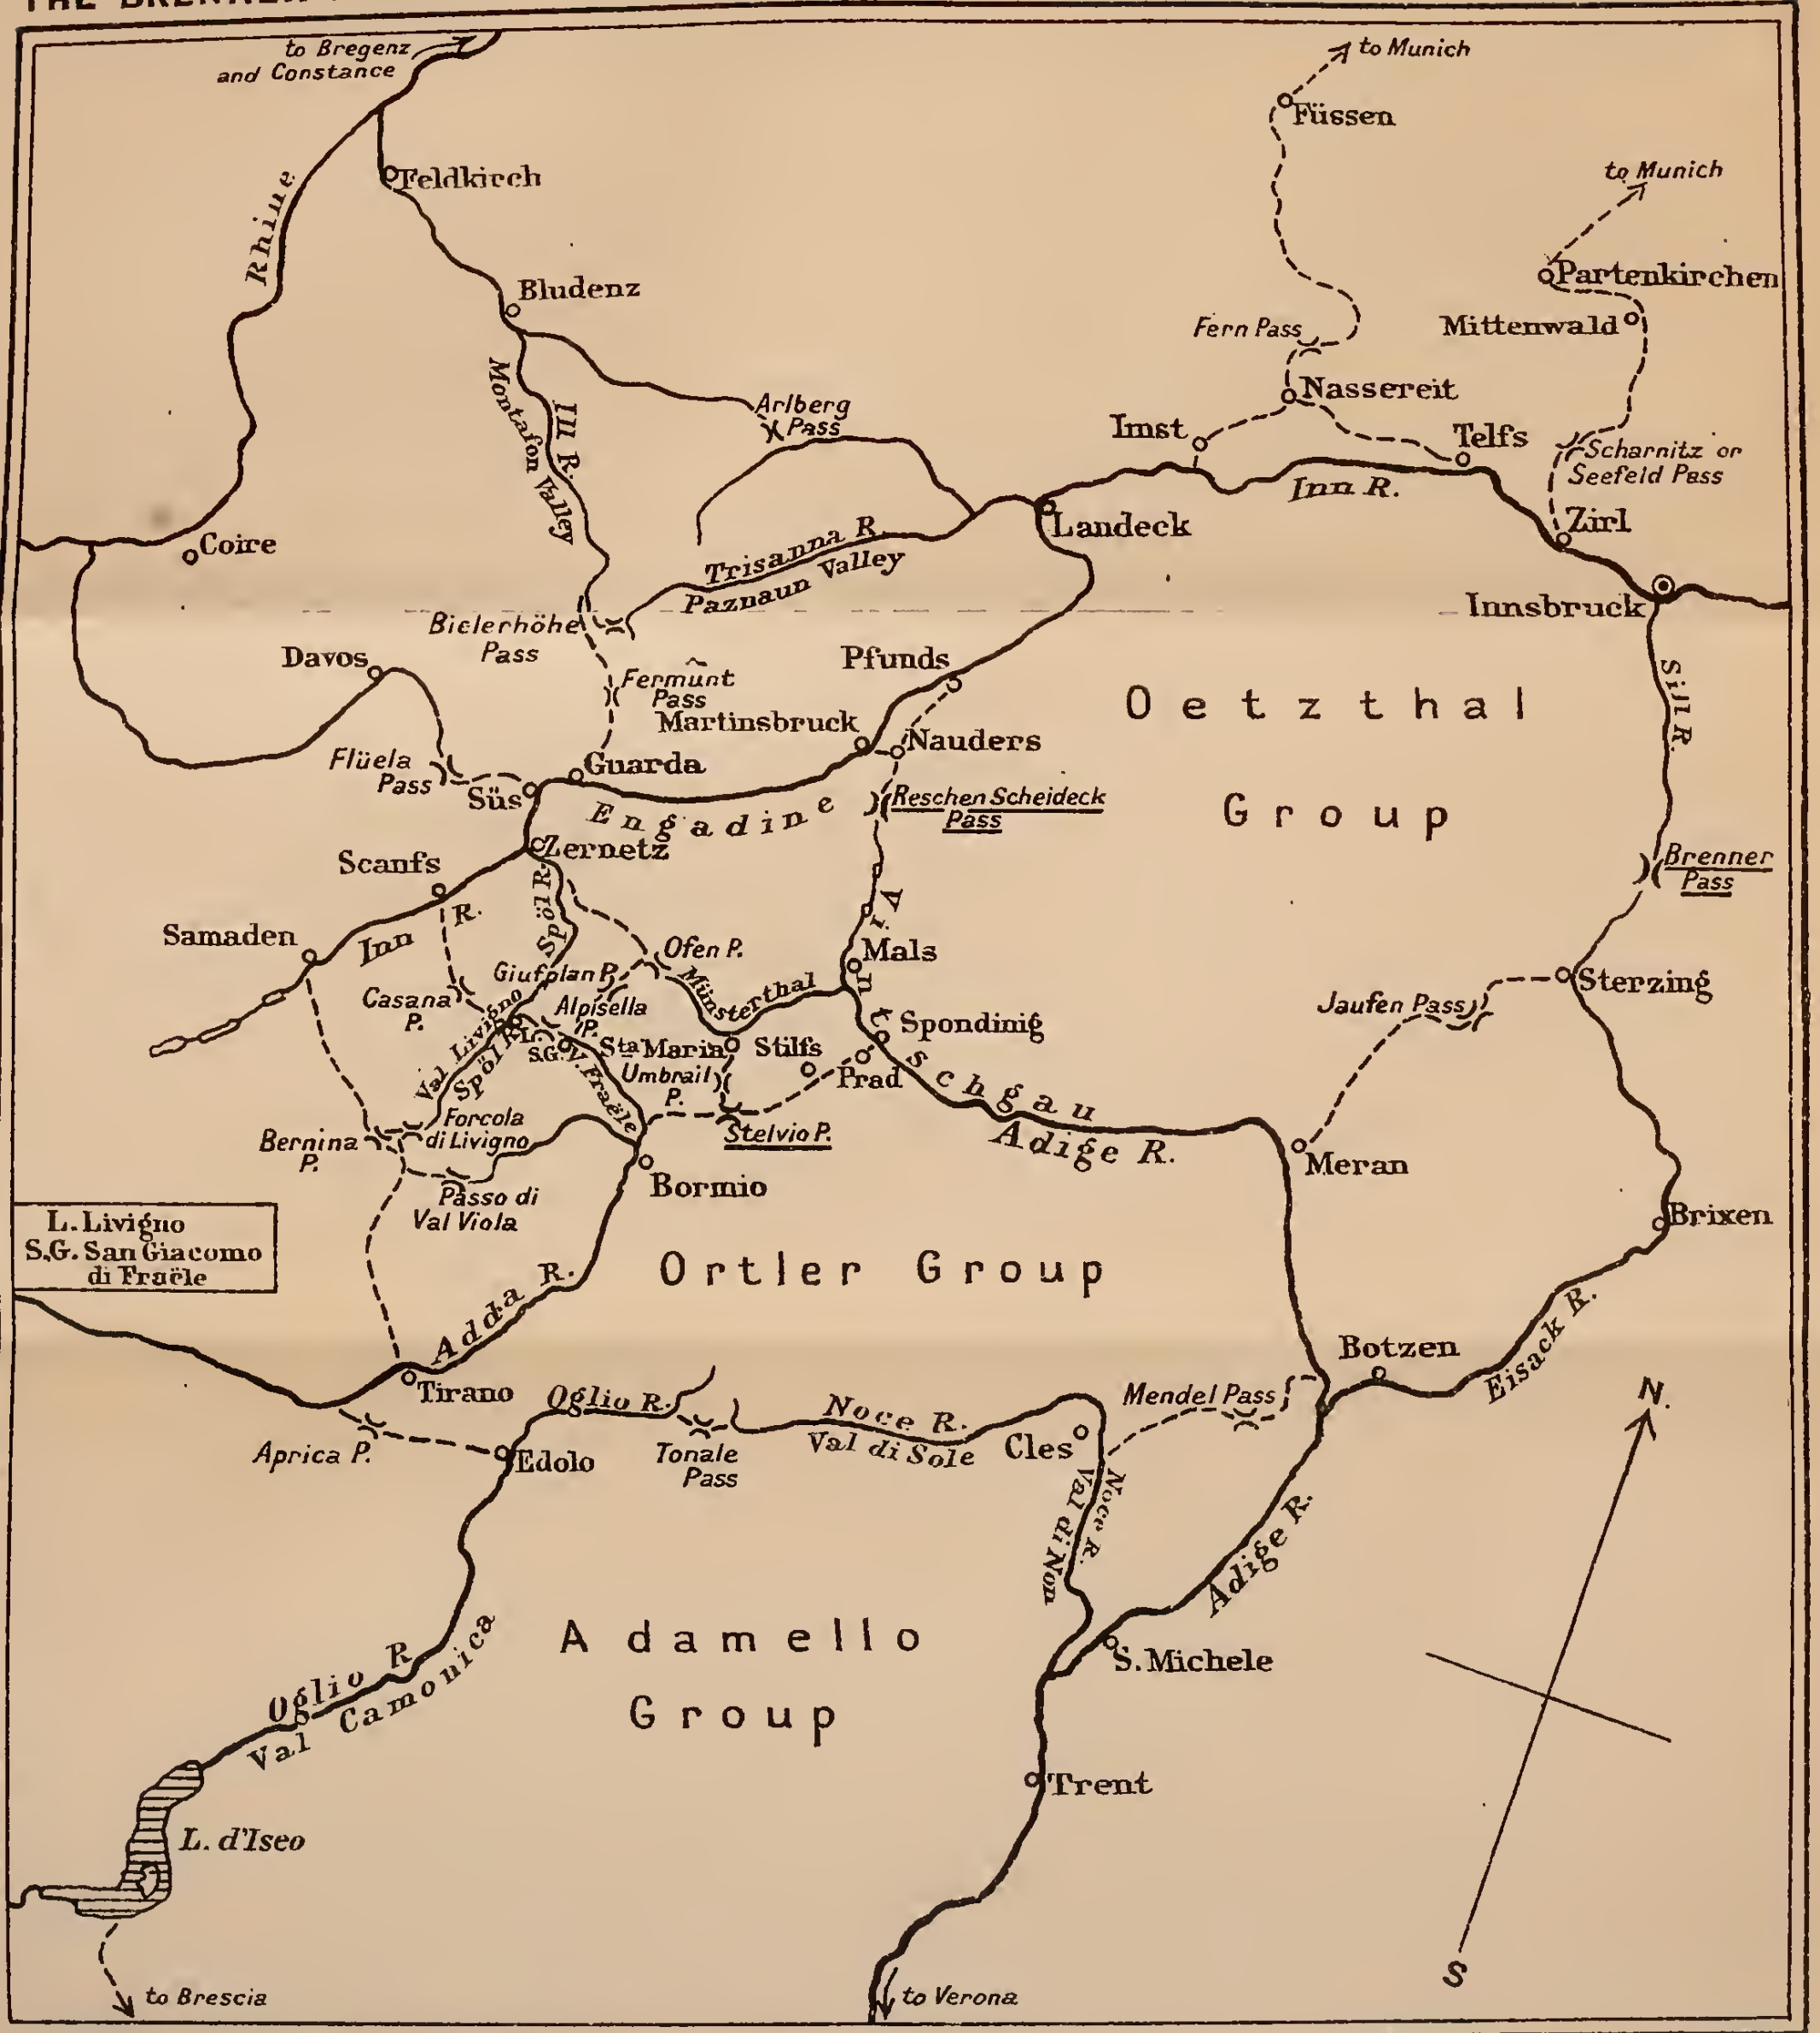 THE BRENNER
to Bregenz
and Constance
to Munich
Füssen
to Munich
Feldkirch
Rhine
Partenkirchen
Bludenz
Mittenwald
Fern Pass
Nassereit
Arlberg
Pass
Montafon Valley
Ill R.
Imst
Telfs
Scharnitz or
Seefeld Pass
Inn R.
Landeck
Zirl
Coire
Trisanna R.
Paznaun Valley
Innsbruck
Bielerhöhe
Pass
Davos
Pfunds
Fermunt
Pass
Sill R.
Oetzthal
Group
Martinsbruck
Nauders
Flüela
Pass
Guarda
Süs
Engadine
Reschen Scheideck
Pass
Zernetz
Brenner
Pass
Scanfs
Spöl R.
Vintschgau
Inn R.
Samaden
Ofen P.
Mals
Giufplan P.
Münsterthal
Sterzing
Casana
P.
Alpisella
P.
Jaufen Pass
Val Livigno
Spöl R.
L.
S.G.
V. Fraële
Sta Maria
Stilfs
Spondinig
Umbrail
P.
Prad
Forcola
di Livigno
Stelvio P.
Adige R.
Bernina
P.
Meran
Bormio
Passo di
Val Viola
Brixen
L. Livigno
S.G. San Giacomo
di Fraële
Ortler Group
Adda R.
Eisack R.
Botzen
Tirano
Oglio R.
Noce R.
Val di Sole
Mendel Pass
N.
Aprica P.
Edolo
Tonale
Pass
Cles
Noce R.
Val di Non
Adige R.
Adamello
Group
S. Michele
Oglio R
Val Camonica
Trent
L. d'Iseo
S
to Brescia
to Verona